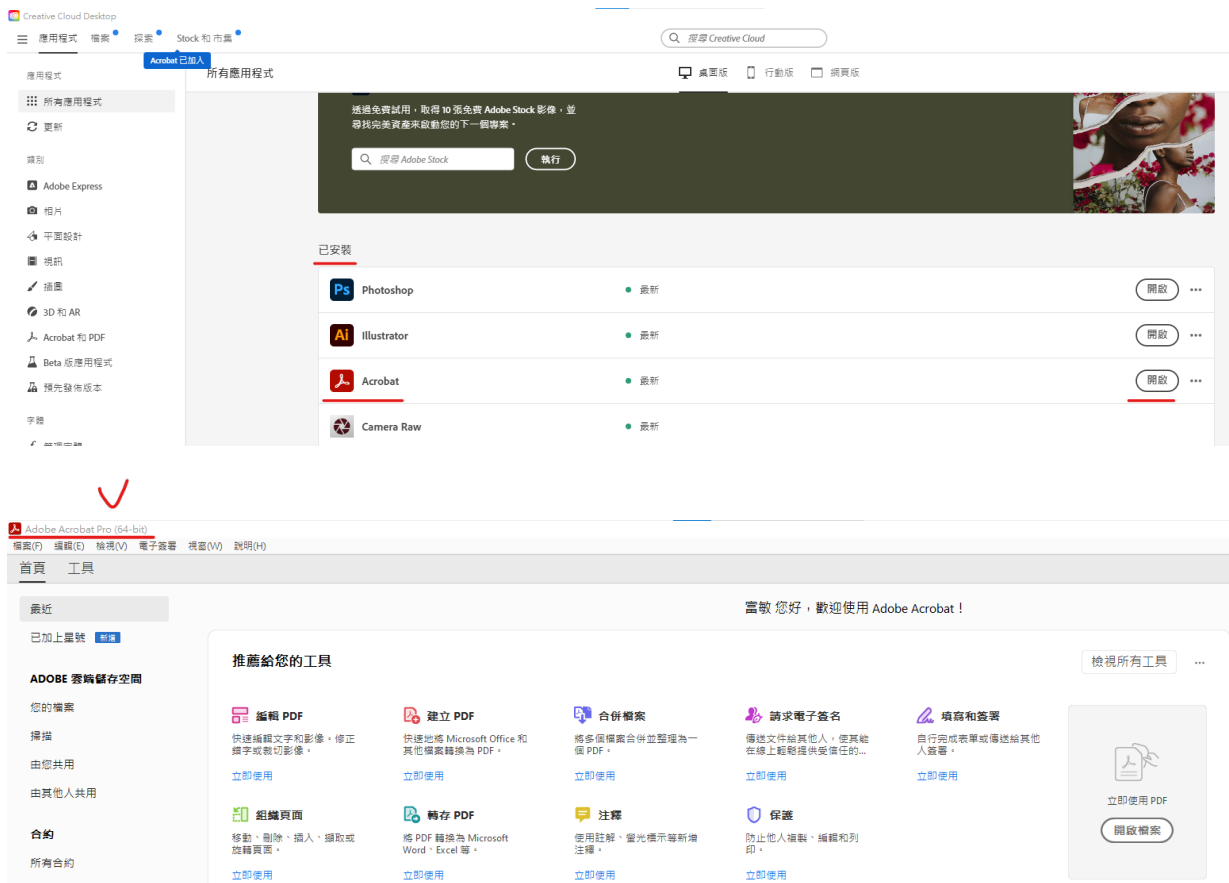 Creative Cloud Desktop
應用程式 檔案 探索 Stock 和 市集
搜尋 Creative Cloud
Acrobat 已加入
應用程式
所有應用程式
更新
類別
Adobe Express
相片
平面設計
視訊
插圖
3D 和 AR
Acrobat 和 PDF
Beta 版應用程式
預先發佈版本
字體
所有應用程式
桌面版 行動版 網頁版
透過免費試用，取得 10 張免費 Adobe Stock 影像，並
尋找完美資產來啟動您的下一個專案。
搜尋 Adobe Stock 執行
已安裝
Ps Photoshop 最新 開啟
Ai Illustrator 最新 開啟
Acrobat 最新 開啟
Camera Raw 最新
Adobe Acrobat Pro (64-bit)
檔案(F) 編輯(E) 檢視(V) 電子簽署 視窗(W) 說明(H)
首頁 工具
最近
已加上星號 新增
ADOBE 雲端儲存空間
您的檔案
掃描
由您共用
由其他人共用
合約
所有合約
富敏 您好，歡迎使用 Adobe Acrobat！
推薦給您的工具
檢視所有工具
編輯 PDF
快速編輯文字和影像。修正
錯字或裁切影像。
立即使用
建立 PDF
快速地將 Microsoft Office 和
其他檔案轉換為 PDF。
立即使用
合併檔案
將多個檔案合併並整理為一
個 PDF。
立即使用
請求電子簽名
傳送文件給其他人，使其能
在線上輕鬆提供受信任的...
立即使用
填寫和簽署
自行完成表單或傳送給其他
人簽署。
立即使用
組織頁面
移動、刪除、插入、擷取或
旋轉頁面。
立即使用
轉存 PDF
將 PDF 轉換為 Microsoft
Word、Excel 等。
立即使用
注釋
使用註解、螢光標示等新增
注釋。
立即使用
保護
防止他人複製、編輯和列
印。
立即使用
立即使用 PDF
開啟檔案